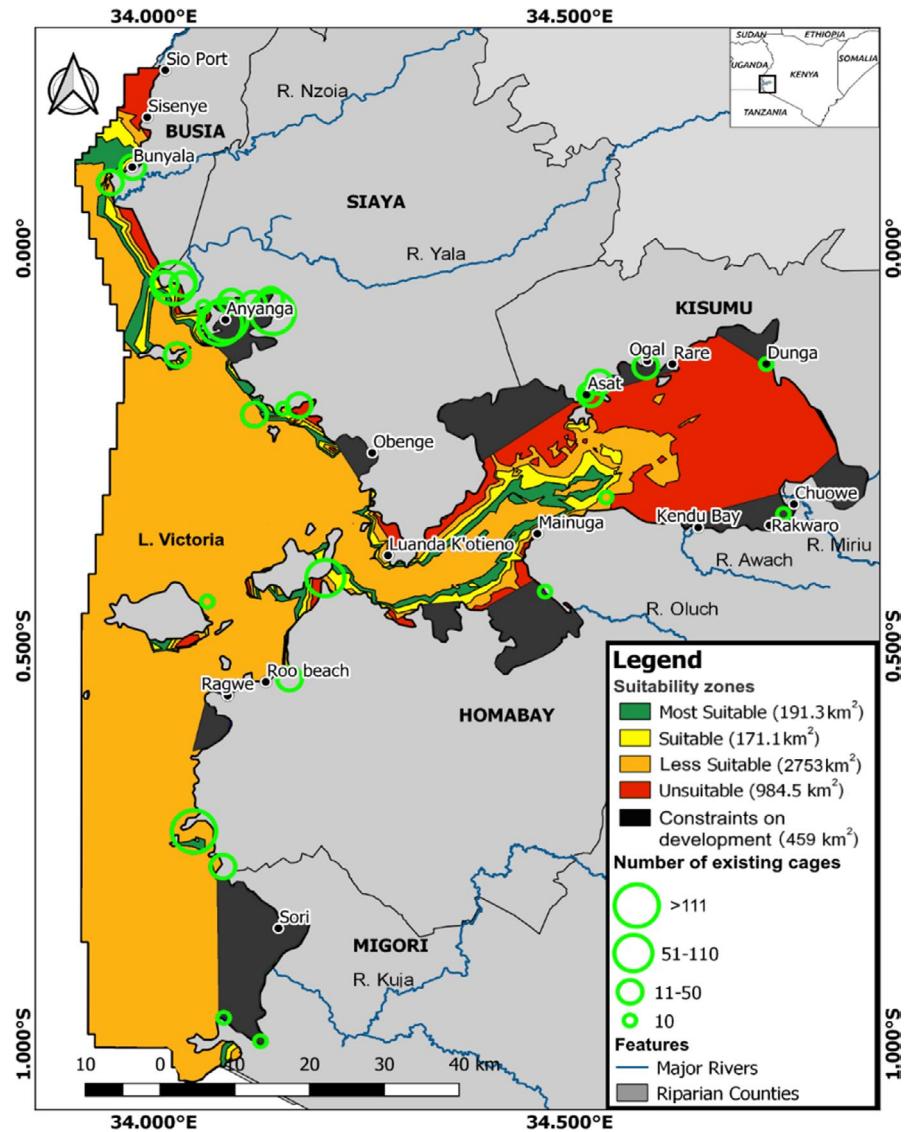 34.000°E
34.500°E
SUDAN
ETHIOPIA
UGANDA
KENYA
SOMALIA
TANZANIA
Sio Port
R. Nzoia
Sisenye
BUSIA
Bunyala
SIAYA
0.000°
0.000°
R. Yala
Anyanga
KISUMU
Ogal
Rare
Dunga
Asat
Obenge
Chuowe
Kendu Bay
Rakwaro
Mainuga
L. Victoria
Luanda K'otieno
R. Miriu
R. Awach
R. Oluch
0.500°S
0.500°S
Roo beach
Ragwe
HOMABAY
Sori
MIGORI
R. Kuja
1.000°S
1.000°S
Legend
Suitability zones
Most Suitable (191.3 km²)
Suitable (171.1 km²)
Less Suitable (2753 km²)
Unsuitable (984.5 km²)
Constraints on
development (459 km²)
Number of existing cages
>111
51-110
11-50
10
Features
Major Rivers
Riparian Counties
10 0 10 20 30 40 km
34.000°E
34.500°E